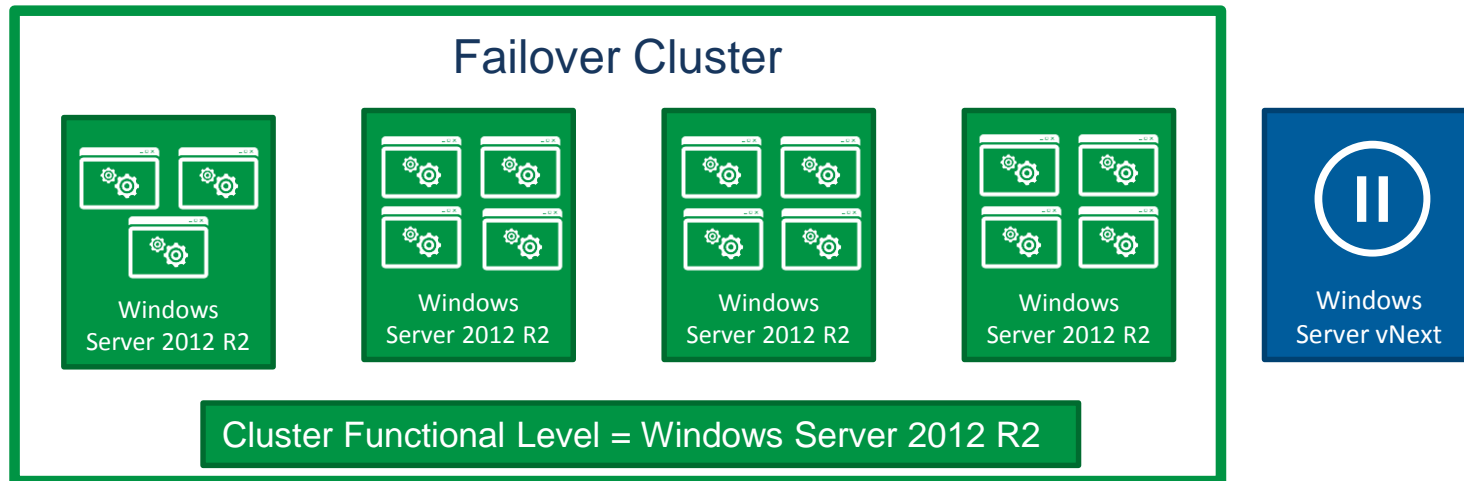 Failover Cluster
Windows
Server 2012 R2
Windows
Server 2012 R2
Windows
Server 2012 R2
Windows
Server 2012 R2
Windows
Server vNext
Cluster Functional Level = Windows Server 2012 R2